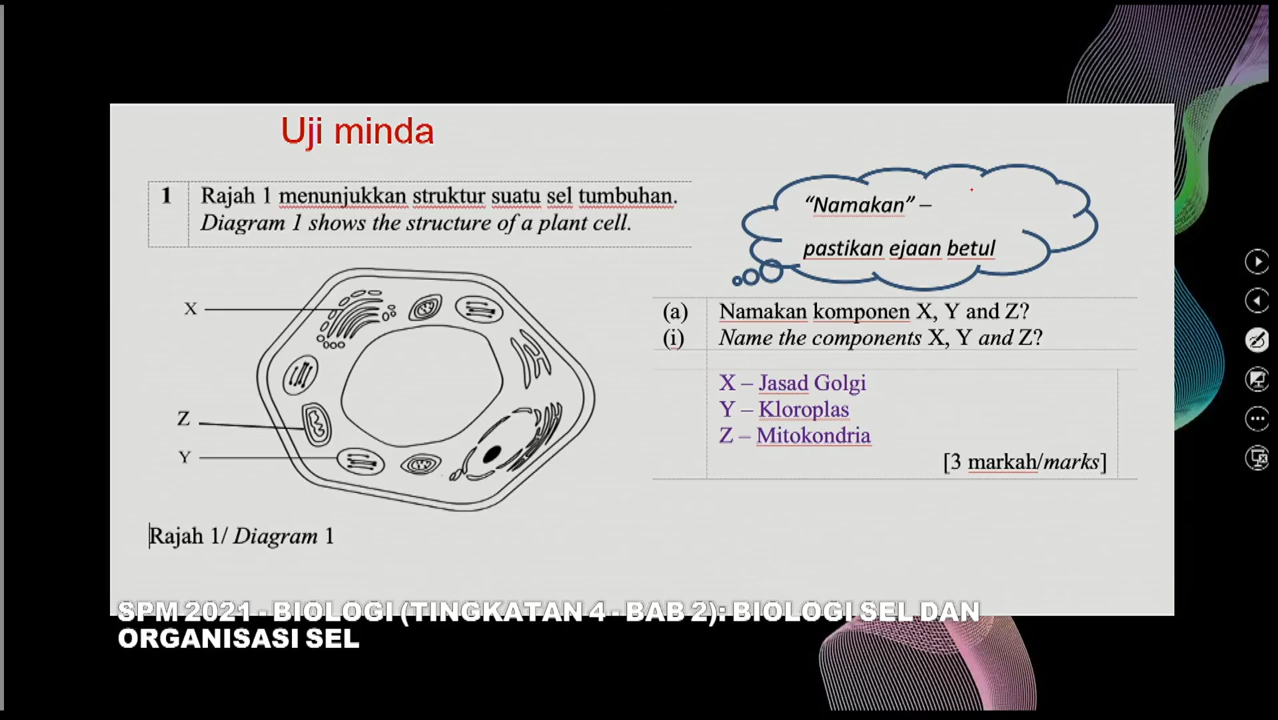 Uji minda
1 Rajah 1 menunjukkan struktur suatu sel tumbuhan.
Diagram 1 shows the structure of a plant cell.
"Namakan" –
pastikan ejaan betul
X
Z
Y
Rajah 1/ Diagram 1
(a) Namakan komponen X, Y and Z?
(i) Name the components X, Y and Z?
X – Jasad Golgi
Y – Kloroplas
Z – Mitokondria
[3 markah/marks]
SPM 2021 - BIOLOGI (TINGKATAN 4 - BAB 2): BIOLOGI SEL DAN
ORGANISASI SEL